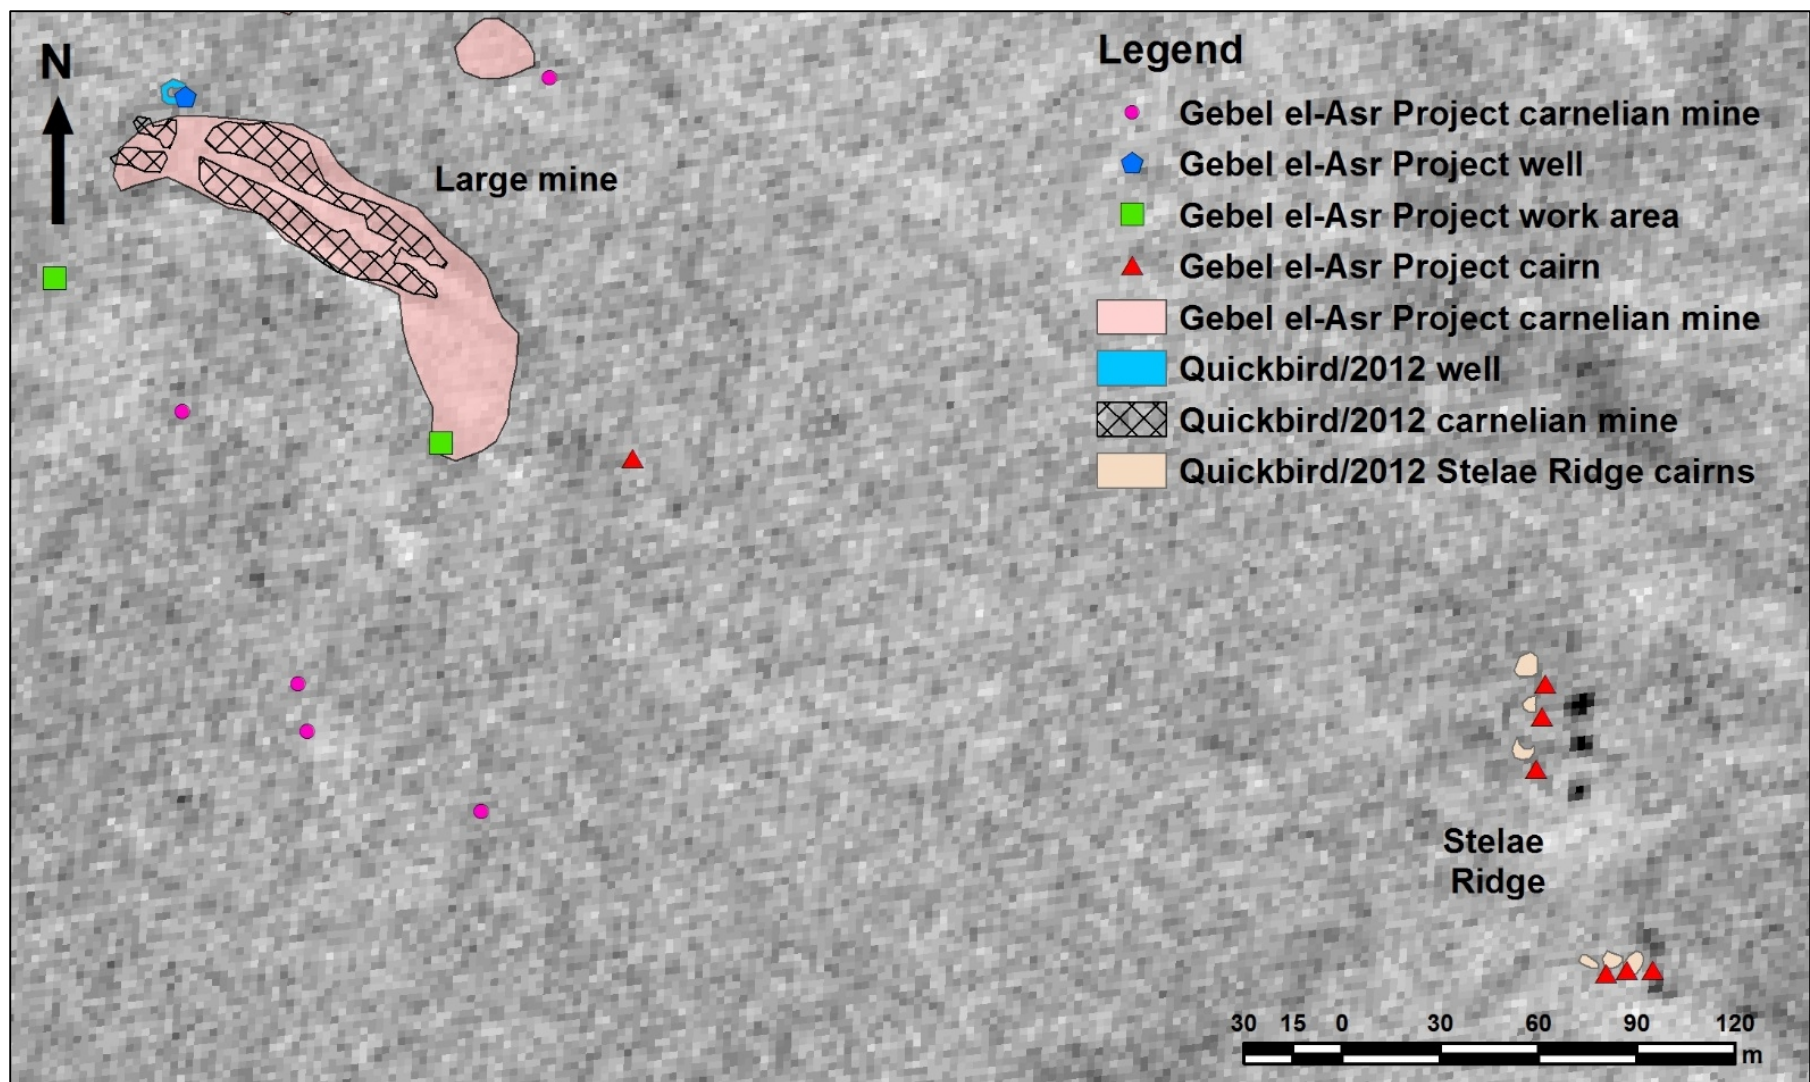 N
Large mine
Legend
Gebel el-Asr Project carnelian mine
Gebel el-Asr Project well
Gebel el-Asr Project work area
Gebel el-Asr Project cairn
Gebel el-Asr Project carnelian mine
Quickbird/2012 well
Quickbird/2012 carnelian mine
Quickbird/2012 Stelae Ridge cairns
Stelae
Ridge
30 15 0 30 60 90 120
m